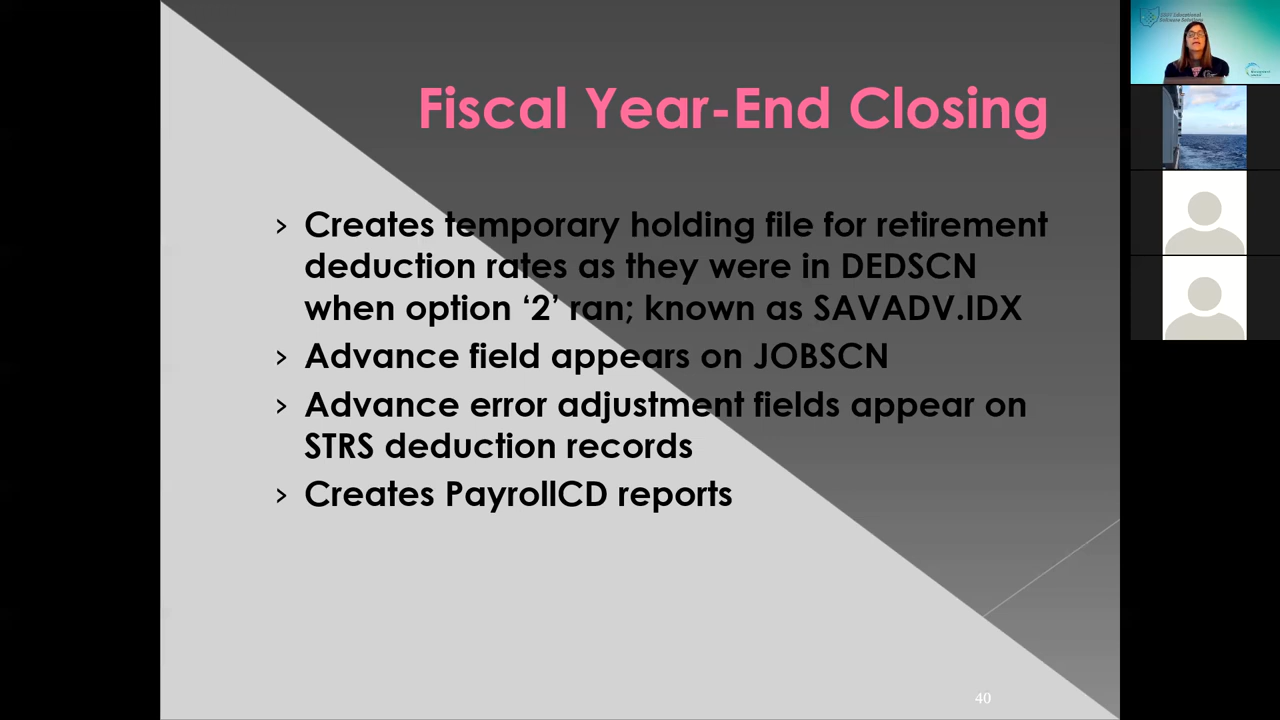 Fiscal Year-End Closing
› Creates temporary holding file for retirement
deduction rates as they were in DEDSCN
when option ‘2’ ran; known as SAVADV.IDX
› Advance field appears on JOBSCN
› Advance error adjustment fields appear on
STRS deduction records
› Creates PayrollCD reports
40